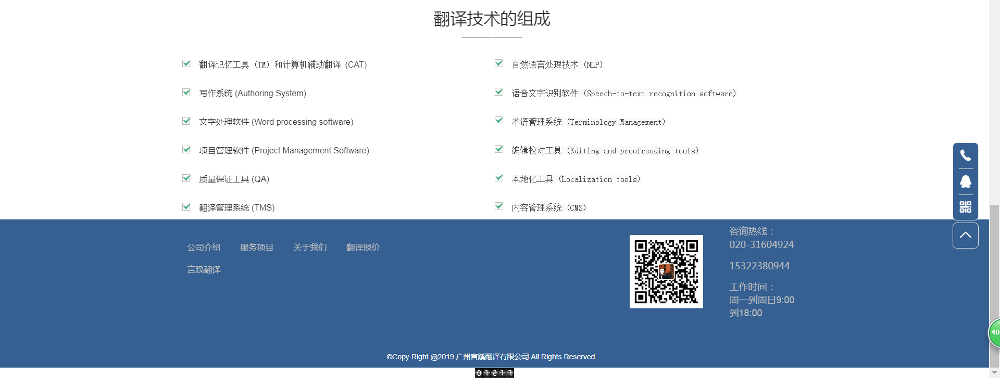 翻译技术的组成
翻译记忆工具（TM）和计算机辅助翻译 (CAT)
自然语言处理技术（NLP）
写作系统 (Authoring System)
语音文字识别软件（Speech-to-text recognition software）
文字处理软件 (Word processing software)
术语管理系统（Terminology Management）
项目管理软件 (Project Management Software)
编辑校对工具（Editing and proofreading tools）
质量保证工具 (QA)
本地化工具（Localization tools）
翻译管理系统 (TMS)
内容管理系统（CMS）
公司介绍 服务项目 关于我们 翻译报价
言蹊翻译
咨询热线：
020-31604924
15322380944
工作时间：
周一到周日9:00
到18:00
40
©Copy Right @2019 广州言蹊翻译有限公司 All Rights Reserved
07277